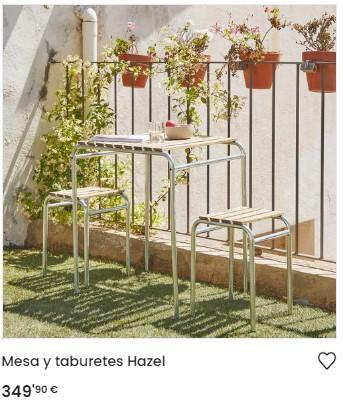 Mesa y taburetes Hazel
349'90 €